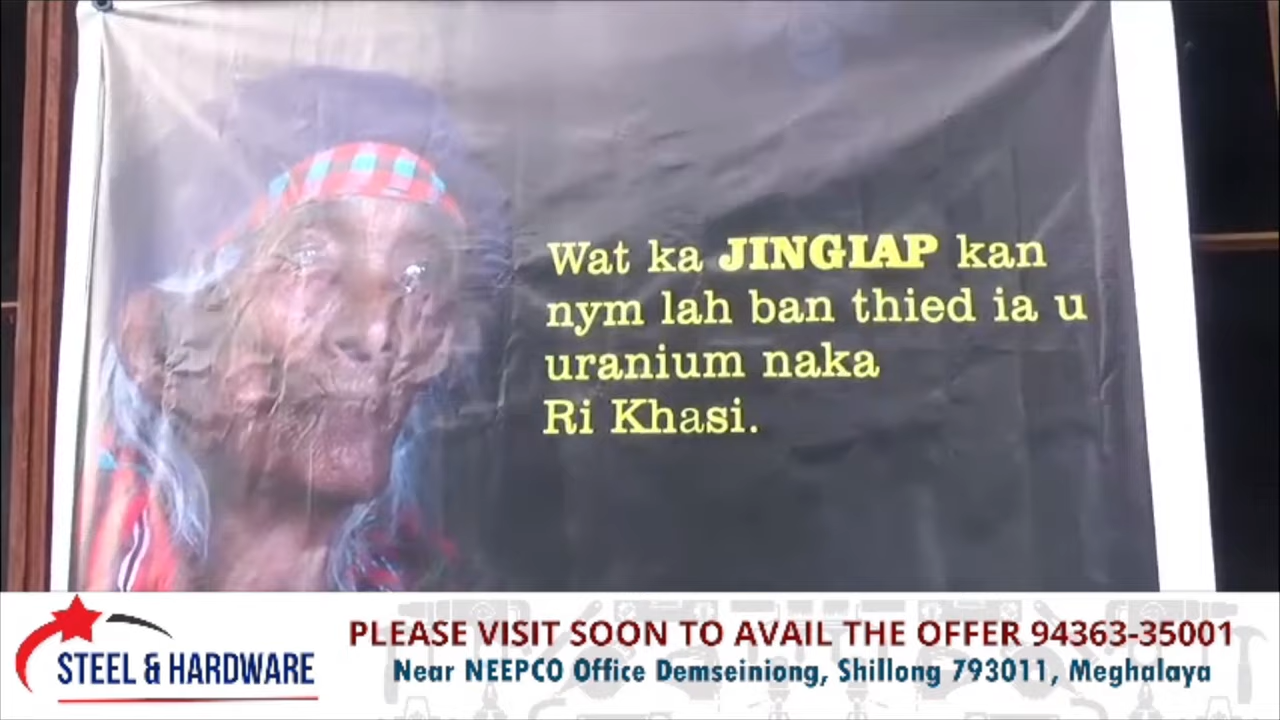 Wat ka JINGIAP kan
nym lah ban thied ia u
uranium naka
Ri Khasi.
STEEL & HARDWARE
PLEASE VISIT SOON TO AVAIL THE OFFER 94363-35001
Near NEEPCO Office Demseiniong, Shillong 793011, Meghalaya